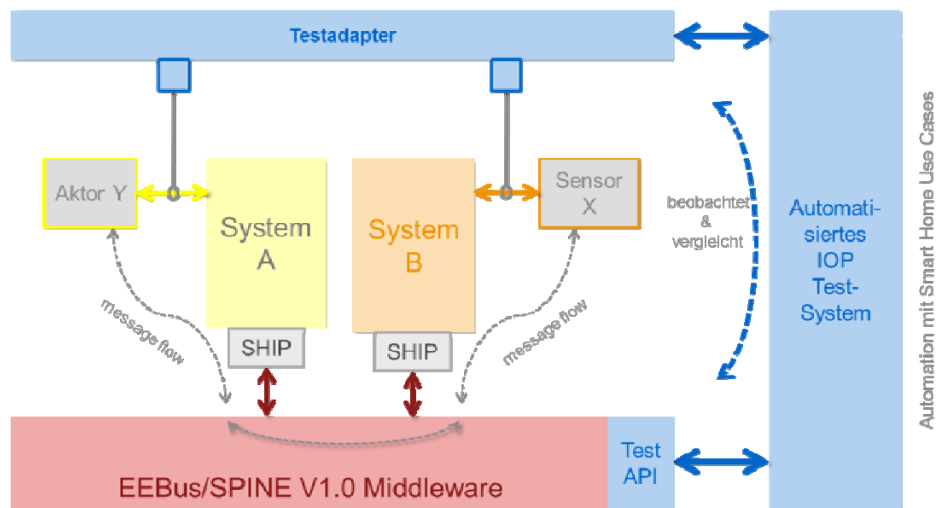 Testadapter
Aktor Y
System
A
System
B
Sensor
X
beobachtet
&
vergleicht
Automati-
siertes
IOP
Test-
System
Automation mit Smart Home Use Cases
message flow
message flow
SHIP
SHIP
EEBus/SPINE V1.0 Middleware
Test
API